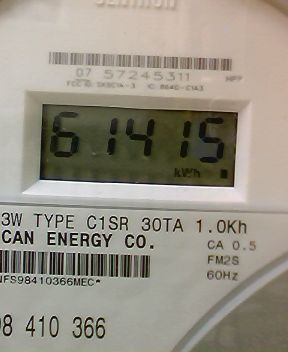 CENTRON
07 57245311
61415
kWh
3W TYPE C1SR 30TA 1.0Kh
CAN ENERGY CO.
CA 0.5
FM2S
60Hz
NFS98410366MEC*
98 410 366